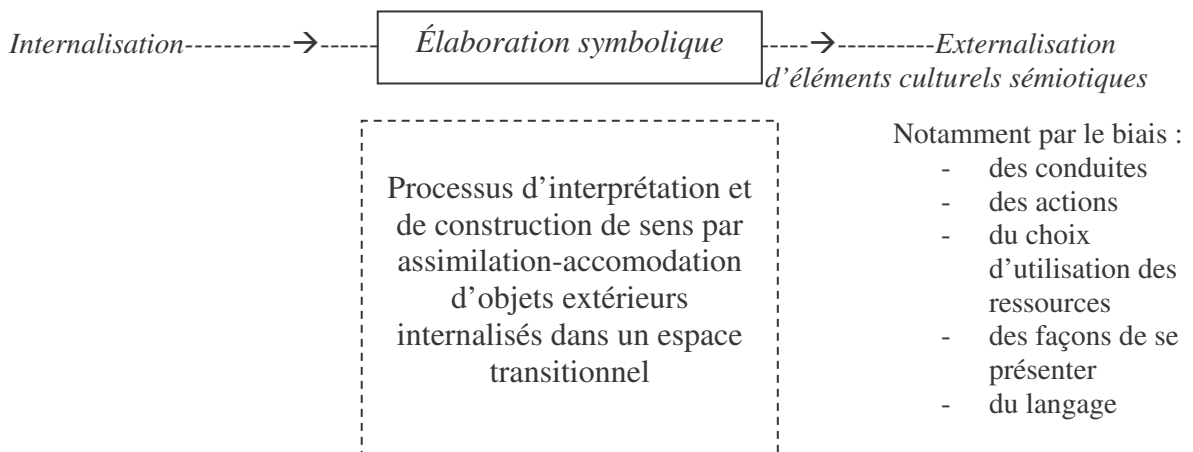 Internalisation------------→------ Élaboration symbolique -----→---------Externalisation
d'éléments culturels sémiotiques
Processus d'interprétation et
de construction de sens par
assimilation-accomodation
d'objets extérieurs
internalisés dans un espace
transitionnel
Notamment par le biais :
- des conduites
- des actions
- du choix
d'utilisation des
ressources
- des façons de se
présenter
- du langage